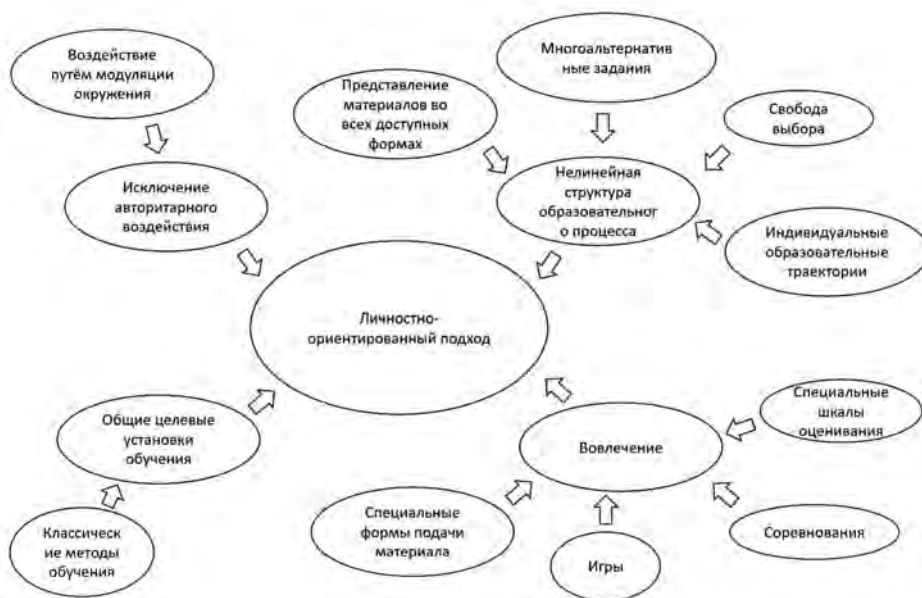 Воздействие
путём модуляции
окружения
Многоальтернатив
ные задания
Представление
материалов во
всех доступных
формах
Свобода
выбора
Исключение
авторитарного
воздействия
Нелинейная
структура
образовательног
о процесса
Индивидуальные
образовательные
траектории
Личностно-
ориентированный подход
Общие целевые
установки
обучения
Вовлечение
Специальные
шкалы
оценивания
Классическ
ие методы
обучения
Специальные
формы подачи
материала
Игры
Соревнования